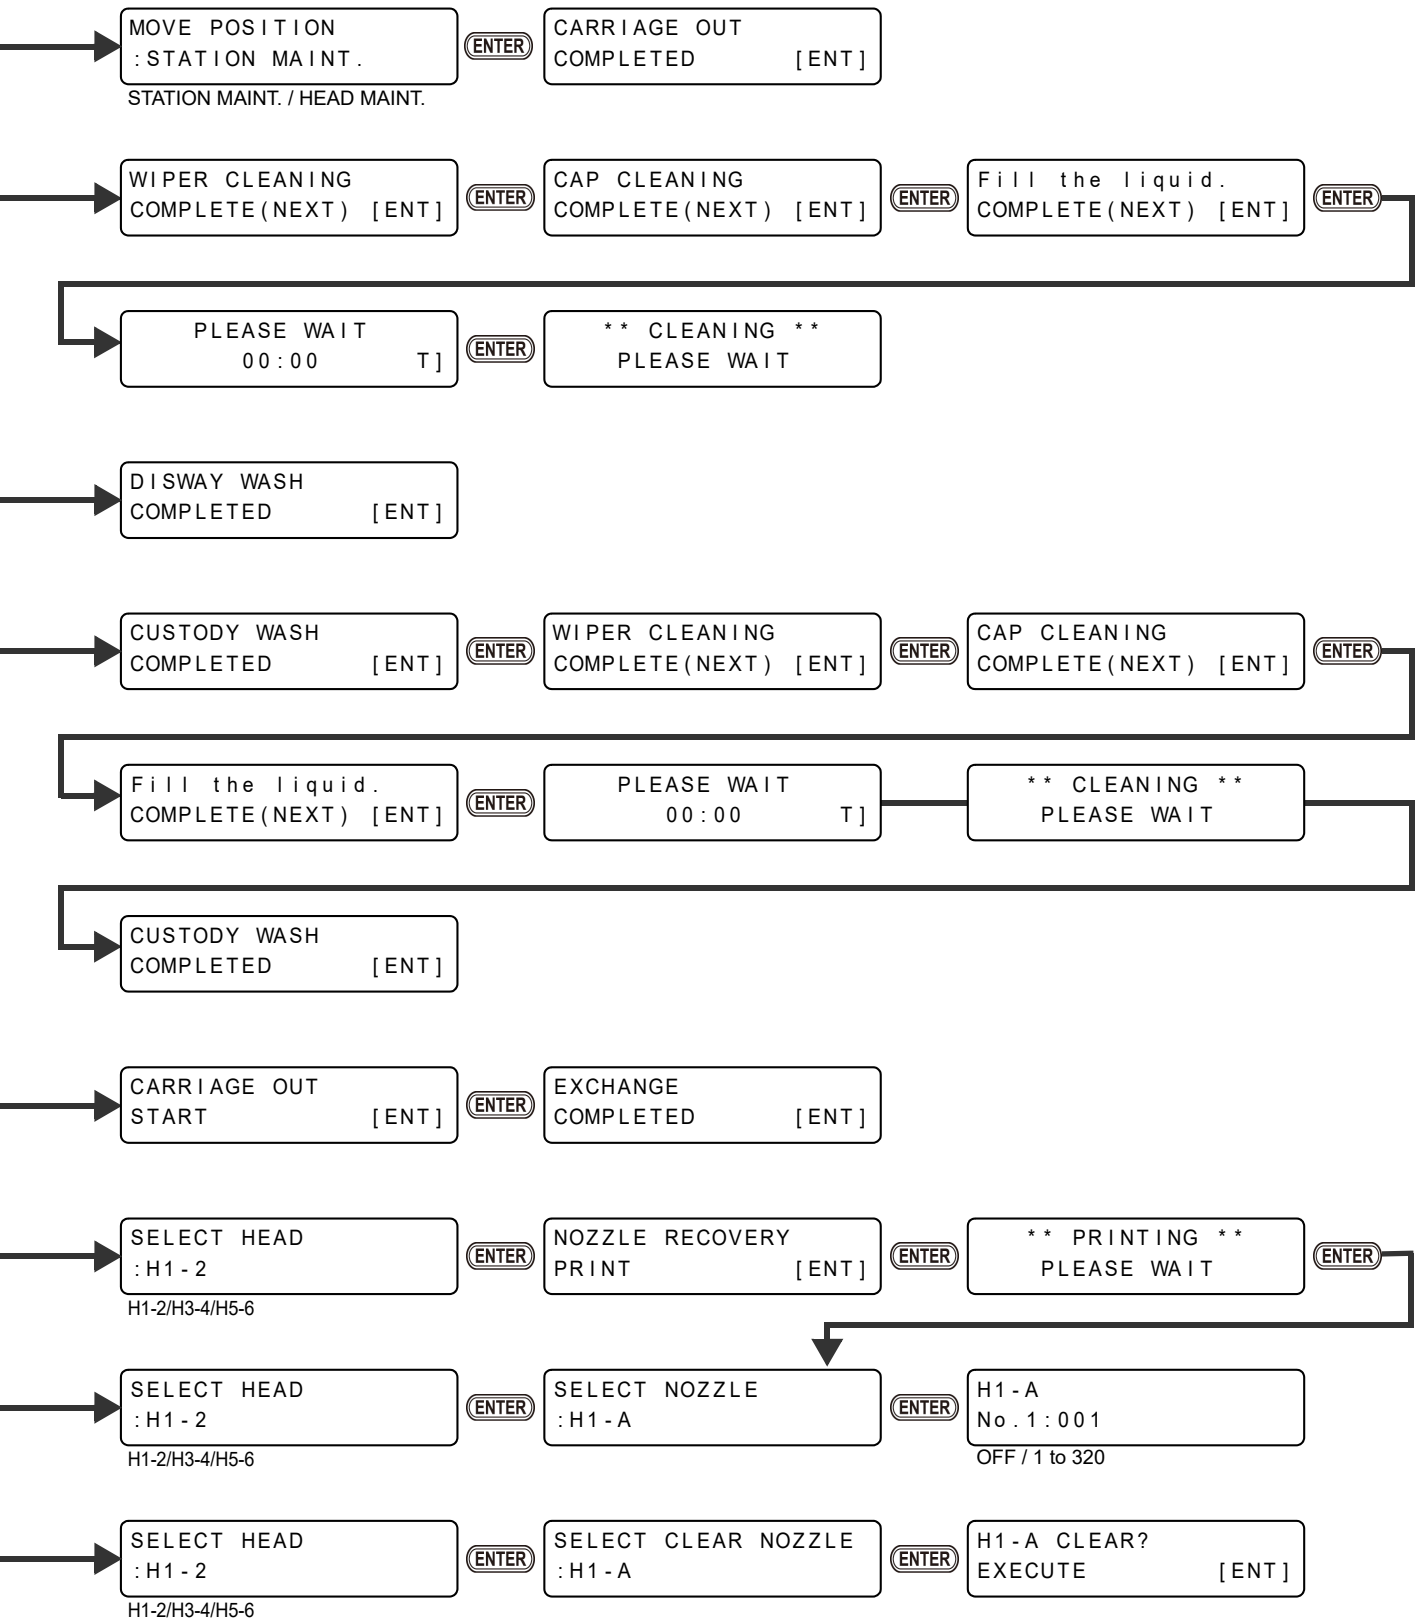 MOVE POSITION
:STATION MAINT.
ENTER
CARRIAGE OUT
COMPLETED [ENT]
STATION MAINT. / HEAD MAINT.
WIPER CLEANING
COMPLETE(NEXT) [ENT]
ENTER
CAP CLEANING
COMPLETE(NEXT) [ENT]
ENTER
Fill the liquid.
COMPLETE(NEXT) [ENT]
ENTER
PLEASE WAIT
00:00 T]
ENTER
** CLEANING **
PLEASE WAIT
DISWAY WASH
COMPLETED [ENT]
CUSTODY WASH
COMPLETED [ENT]
ENTER
WIPER CLEANING
COMPLETE(NEXT) [ENT]
ENTER
CAP CLEANING
COMPLETE(NEXT) [ENT]
ENTER
Fill the liquid.
COMPLETE(NEXT) [ENT]
ENTER
PLEASE WAIT
00:00 T]
** CLEANING **
PLEASE WAIT
CUSTODY WASH
COMPLETED [ENT]
CARRIAGE OUT
START [ENT]
ENTER
EXCHANGE
COMPLETED [ENT]
SELECT HEAD
:H1-2
ENTER
NOZZLE RECOVERY
PRINT [ENT]
ENTER
** PRINTING **
PLEASE WAIT
ENTER
H1-2/H3-4/H5-6
SELECT HEAD
:H1-2
ENTER
SELECT NOZZLE
:H1-A
ENTER
H1-A
No.1:001
H1-2/H3-4/H5-6
OFF / 1 to 320
SELECT HEAD
:H1-2
ENTER
SELECT CLEAR NOZZLE
:H1-A
ENTER
H1-A CLEAR?
EXECUTE [ENT]
H1-2/H3-4/H5-6